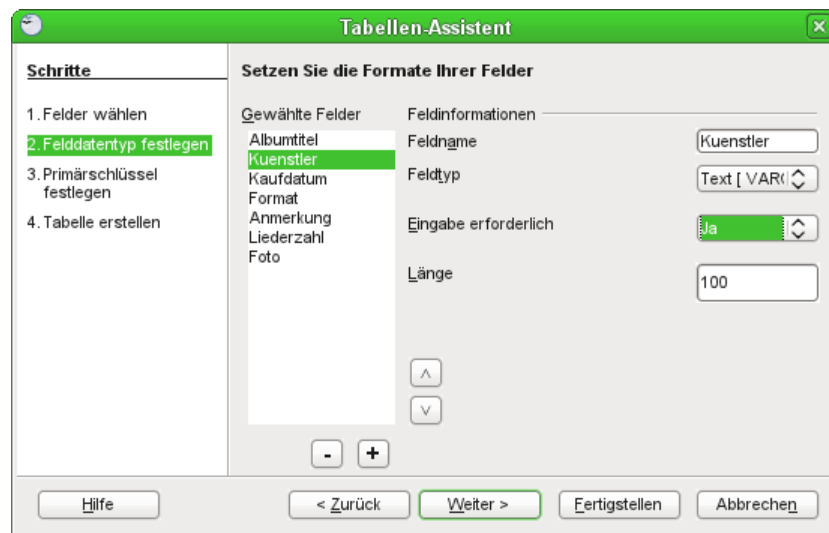 Tabellen-Assistent
Schritte
1. Felder wählen
2. Felddatentyp festlegen
3. Primärschlüssel
festlegen
4. Tabelle erstellen
Setzen Sie die Formate Ihrer Felder
Gewählte Felder
Albumtitel
Kuenstler
Kaufdatum
Format
Anmerkung
Liederzahl
Foto
Feldinformationen
Feldname
Kuenstler
Feldtyp
Text [ VAR
Eingabe erforderlich
Ja
Länge
100
Hilfe
< Zurück
Weiter >
Fertigstellen
Abbrechen